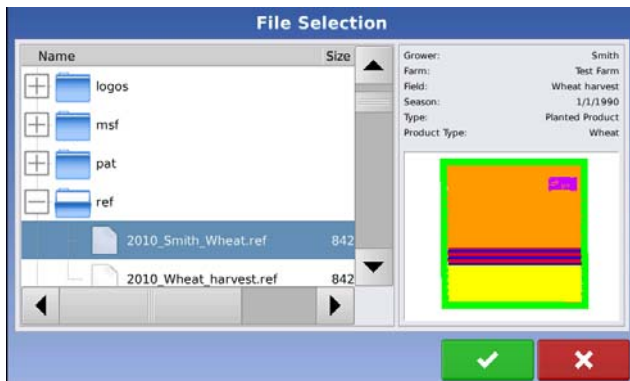 File Selection
Name Size
logos
msf
pat
ref
2010_Smith_Wheat.ref 842
2010_Wheat_harvest.ref 842
Grower: Smith
Farm: Test Farm
Field: Wheat harvest
Season: 1/1/1990
Type: Planted Product
Product Type: Wheat